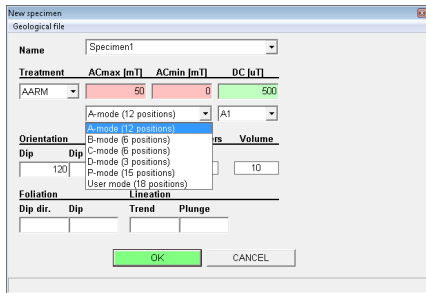 New specimen
Geological file
Name Specimen1
Treatment ACmax [mT] ACmin [mT] DC [uT]
AARM 50 0 500
A-mode (12 positions) A1
A-mode (12 positions)
Orientation B-mode (6 positions) rs Volume
C-mode (6 positions)
Dip Dip D-mode (3 positions)
120 P-mode (15 positions) 10
User mode (18 positions)
Foliation Lineation
Dip dir. Dip Trend Plunge
OK CANCEL